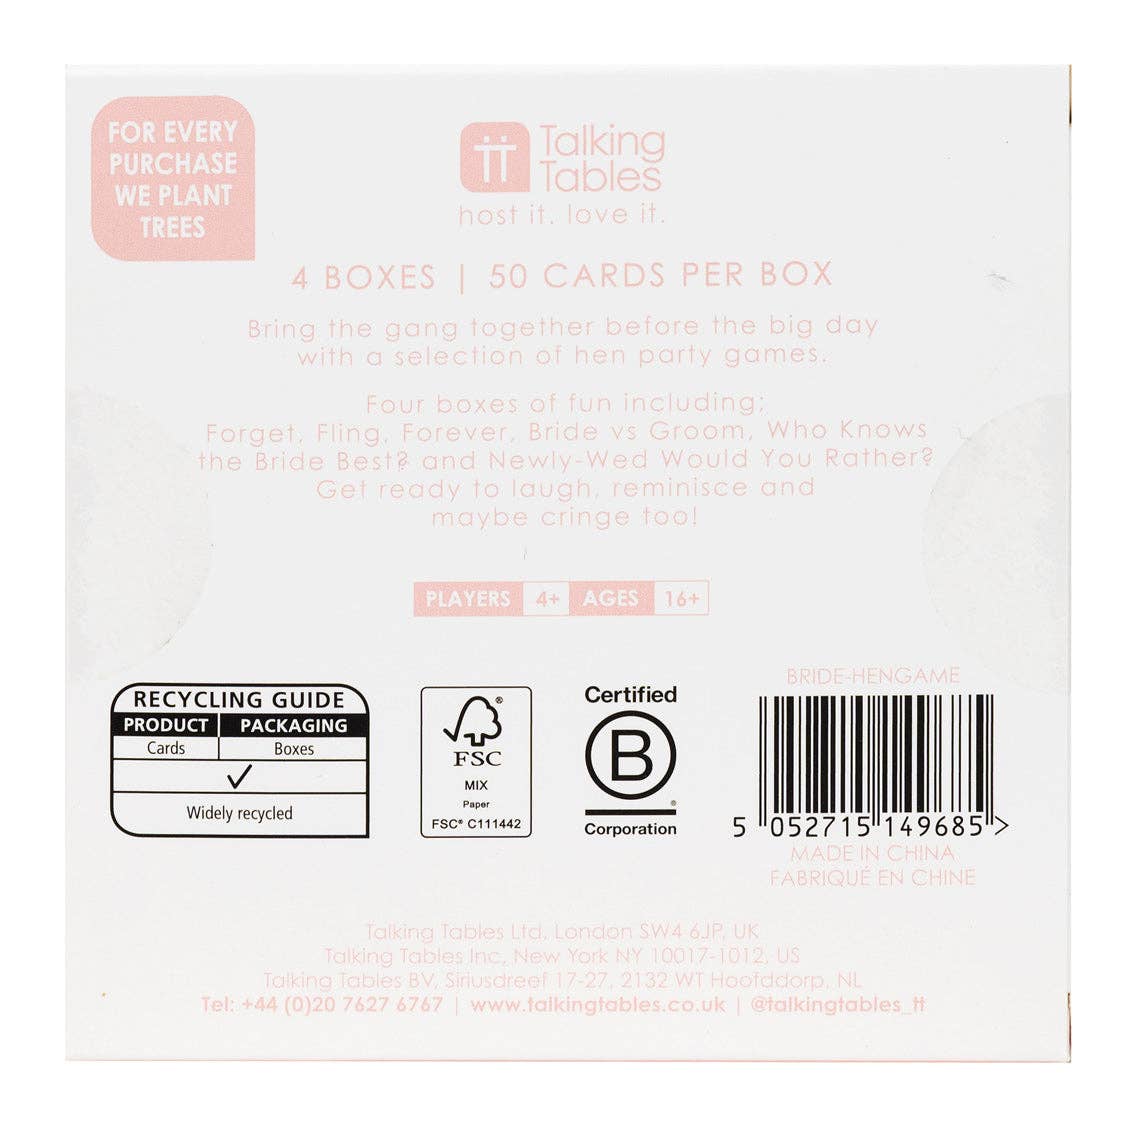 FOR EVERY
PURCHASE
WE PLANT
TREES
tt Talking
Tables
host it. love it.
4 BOXES | 50 CARDS PER BOX
Bring the gang together before the big day
with a selection of hen party games.
Four boxes of fun including;
Forget, Fling, Forever, Bride vs Groom, Who Knows
the Bride Best? and Newly-Wed Would You Rather?
Get ready to laugh, reminisce and
maybe cringe too!
PLAYERS 4+ AGES 16+
RECYCLING GUIDE
PRODUCT PACKAGING
Cards Boxes
Widely recycled
FSC
MIX
Paper
FSC® C111442
Certified
B
®
Corporation
BRIDE-HENGAME
5 052715 149685 >
MADE IN CHINA
FABRIQUÉ EN CHINE
Talking Tables Ltd, London SW4 6JP, UK
Talking Tables Inc, New York NY 10017-1012, US
Talking Tables BV, Siriusdreef 17-27, 2132 WT Hoofddorp, NL
Tel: +44 (0)20 7627 6767 | www.talkingtables.co.uk | @talkingtables_tt